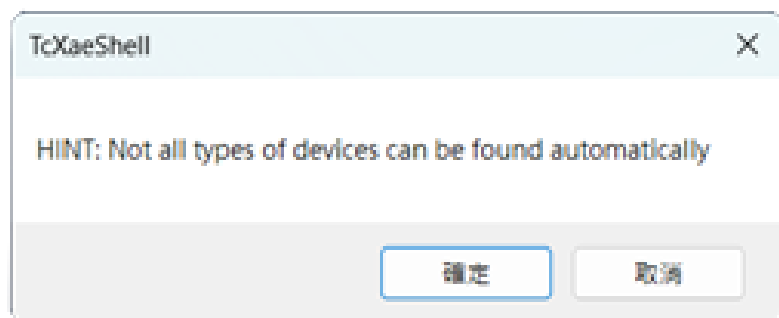 TcXaeShell
HINT: Not all types of devices can be found automatically
確定
取消